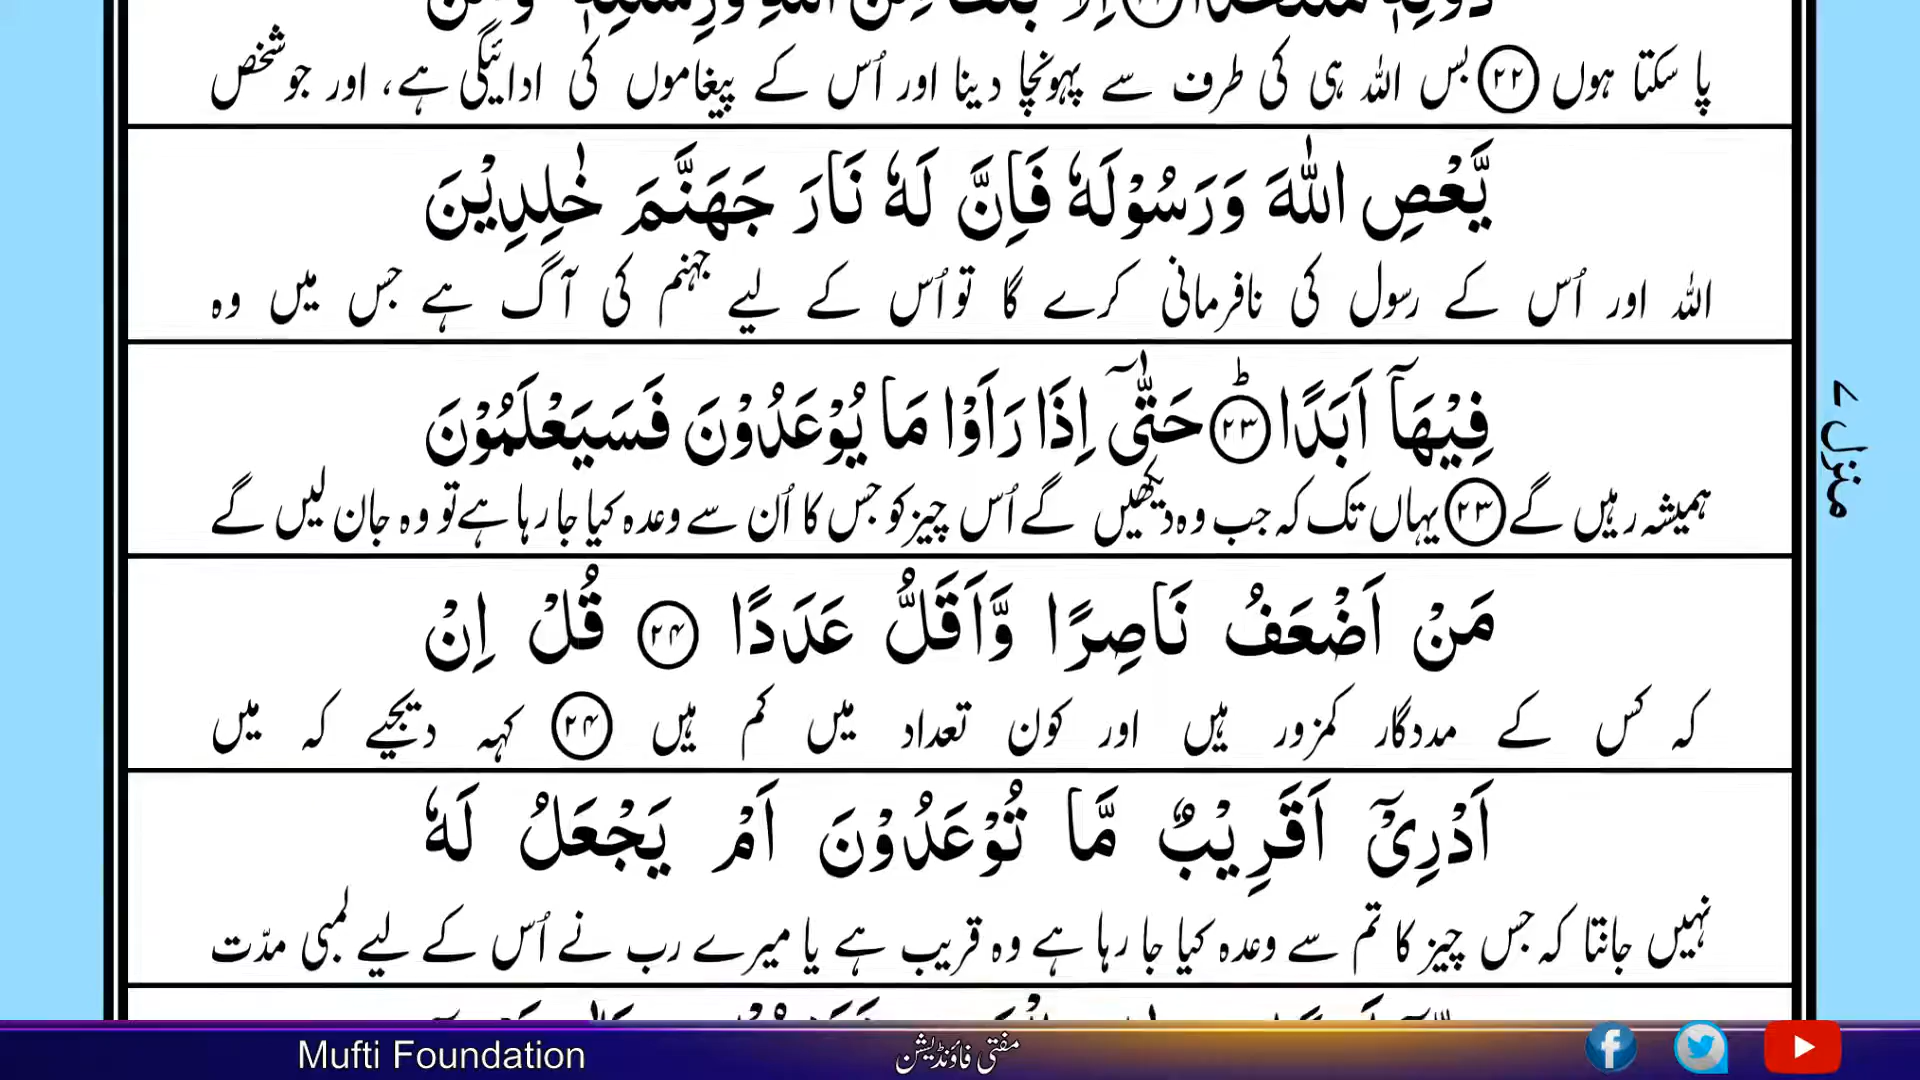 پا سکتا ہوں ۲۲ بس اللہ ہی کی طرف سے پہونچا دینا اور اُس کے پیغاموں کی ادائیگی ہے، اور جو شخص
يَّعْصِ اللّٰهَ وَرَسُوْلَهٗ فَاِنَّ لَهٗ نَارَ جَهَنَّمَ خٰلِدِيْنَ
اللہ اور اُس کے رسول کی نافرمانی کرے گا تو اُس کے لیے جہنم کی آگ ہے جس میں وہ
فِيْهَاۤ اَبَدًا ؕ۲۳ حَتّٰۤى اِذَا رَاَوْا مَا يُوْعَدُوْنَ فَسَيَعْلَمُوْنَ
ہمیشہ رہیں گے ۲۳ یہاں تک کہ جب وہ دیکھیں گے اُس چیز کو جس کا اُن سے وعدہ کیا جا رہا ہے تو وہ جان لیں گے
مَنْ اَضْعَفُ نَاصِرًا وَّاَقَلُّ عَدَدًا ۲۴ قُلْ اِنْ
کہ کس کے مددگار کمزور ہیں اور کون تعداد میں کم ہیں ۲۴ کہہ دیجیے کہ میں
اَدْرِيْۤ اَقَرِيْبٌ مَّا تُوْعَدُوْنَ اَمْ يَجْعَلُ لَهٗ
نہیں جانتا کہ جس چیز کا تم سے وعدہ کیا جا رہا ہے وہ قریب ہے یا میرے رب نے اُس کے لیے لمبی مدّت
منزل ۷
Mufti Foundation
مفتی فاؤنڈیشن